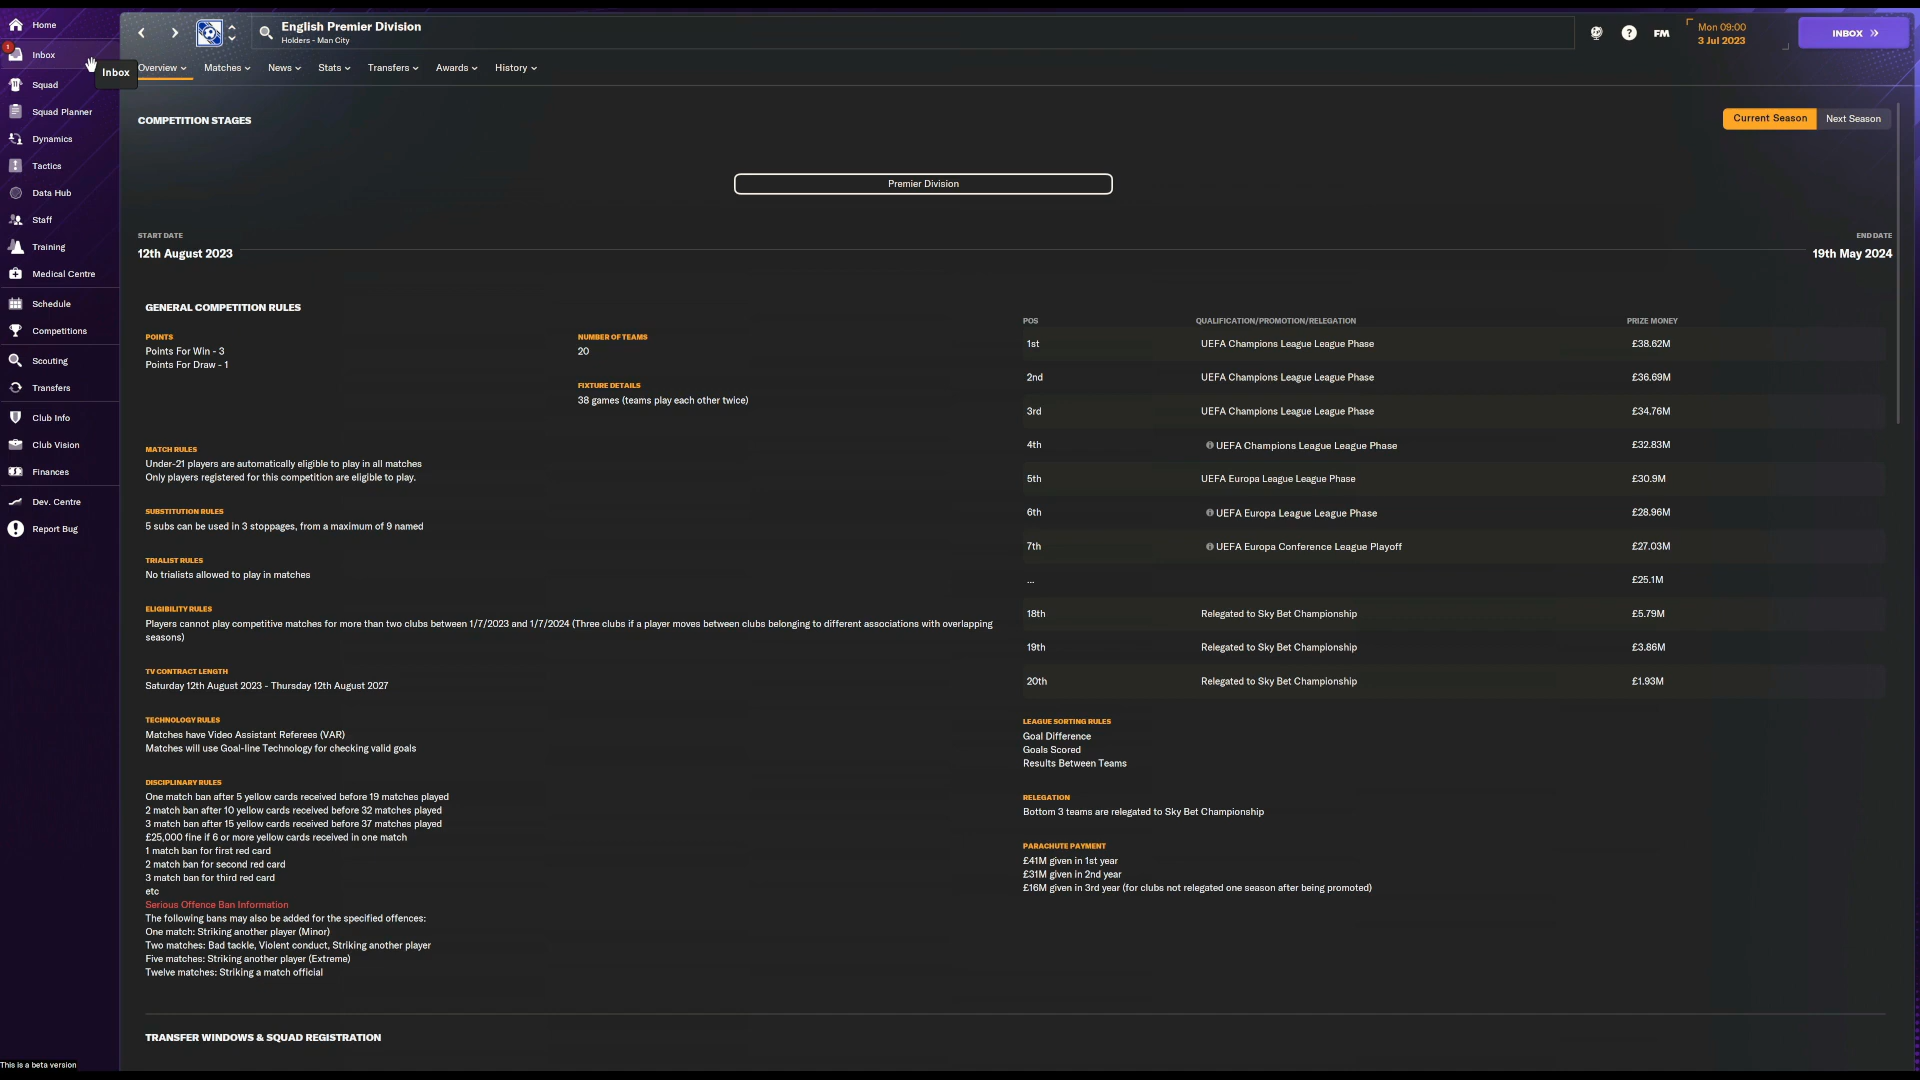 Home
1
Inbox
Inbox
Squad
Squad Planner
Dynamics
Tactics
Data Hub
Staff
Training
Medical Centre
Schedule
Competitions
Scouting
Transfers
Club Info
Club Vision
Finances
Dev. Centre
Report Bug
This is a beta version
English Premier Division
Holders - Man City
? FM
Mon 09:00
3 Jul 2023
INBOX
Overview Matches News Stats Transfers Awards History
COMPETITION STAGES
Current Season Next Season
Premier Division
START DATE
12th August 2023
END DATE
19th May 2024
GENERAL COMPETITION RULES
POINTS
Points For Win - 3
Points For Draw - 1
NUMBER OF TEAMS
20
FIXTURE DETAILS
38 games (teams play each other twice)
MATCH RULES
Under-21 players are automatically eligible to play in all matches
Only players registered for this competition are eligible to play.
SUBSTITUTION RULES
5 subs can be used in 3 stoppages, from a maximum of 9 named
TRIALIST RULES
No trialists allowed to play in matches
ELIGIBILITY RULES
Players cannot play competitive matches for more than two clubs between 1/7/2023 and 1/7/2024 (Three clubs if a player moves between clubs belonging to different associations with overlapping
seasons)
TV CONTRACT LENGTH
Saturday 12th August 2023 - Thursday 12th August 2027
TECHNOLOGY RULES
Matches have Video Assistant Referees (VAR)
Matches will use Goal-line Technology for checking valid goals
DISCIPLINARY RULES
One match ban after 5 yellow cards received before 19 matches played
2 match ban after 10 yellow cards received before 32 matches played
3 match ban after 15 yellow cards received before 37 matches played
£25,000 fine if 6 or more yellow cards received in one match
1 match ban for first red card
2 match ban for second red card
3 match ban for third red card
etc
Serious Offence Ban Information
The following bans may also be added for the specified offences:
One match: Striking another player (Minor)
Two matches: Bad tackle, Violent conduct, Striking another player
Five matches: Striking another player (Extreme)
Twelve matches: Striking a match official
POS QUALIFICATION/PROMOTION/RELEGATION PRIZE MONEY
1st UEFA Champions League League Phase £38.62M
2nd UEFA Champions League League Phase £36.69M
3rd UEFA Champions League League Phase £34.76M
4th UEFA Champions League League Phase £32.83M
5th UEFA Europa League League Phase £30.9M
6th UEFA Europa League League Phase £28.96M
7th UEFA Europa Conference League Playoff £27.03M
... £25.1M
18th Relegated to Sky Bet Championship £5.79M
19th Relegated to Sky Bet Championship £3.86M
20th Relegated to Sky Bet Championship £1.93M
LEAGUE SORTING RULES
Goal Difference
Goals Scored
Results Between Teams
RELEGATION
Bottom 3 teams are relegated to Sky Bet Championship
PARACHUTE PAYMENT
£41M given in 1st year
£31M given in 2nd year
£16M given in 3rd year (for clubs not relegated one season after being promoted)
TRANSFER WINDOWS & SQUAD REGISTRATION